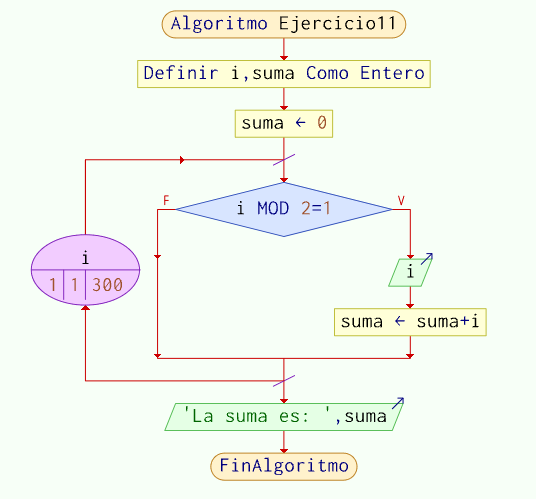 Algoritmo Ejercicio11
Definir i,suma Como Entero
suma ← 0
F
i MOD 2=1
V
i
1 1 300
i
suma ← suma+i
'La suma es: ',suma
FinAlgoritmo